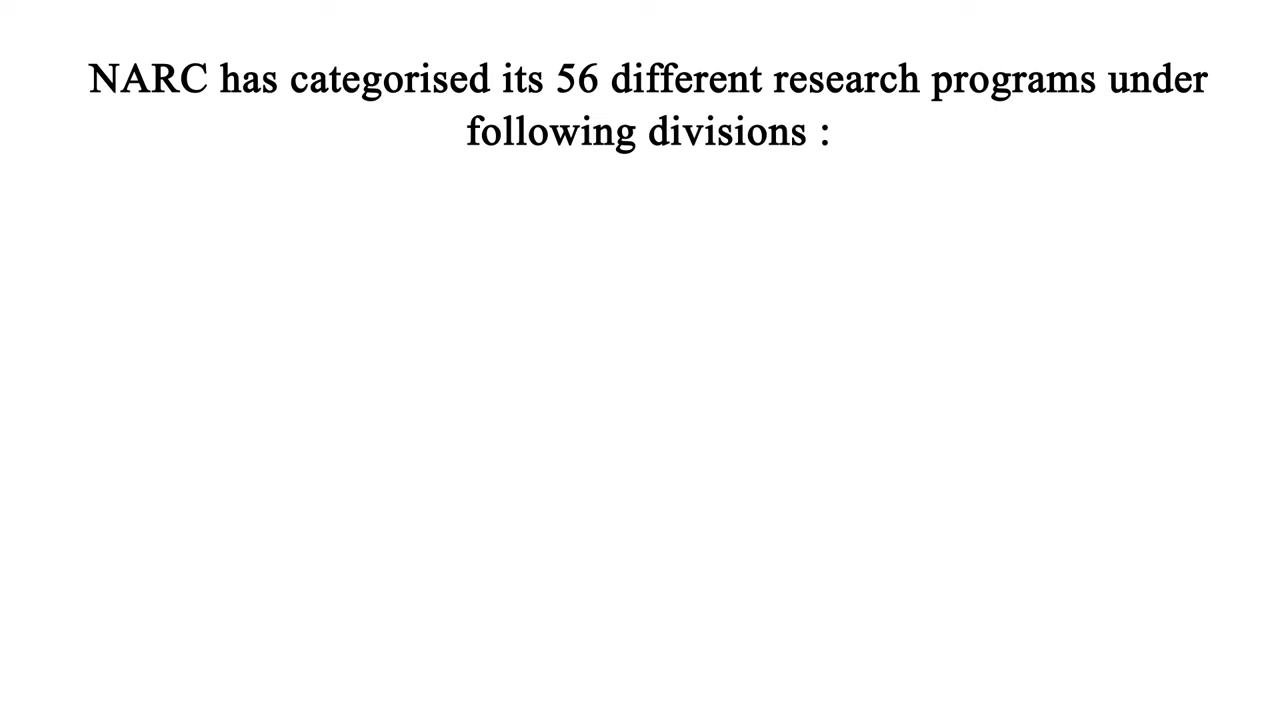 NARC has categorised its 56 different research programs under
following divisions :